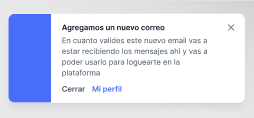 Agregamos un nuevo correo
En cuanto valides este nuevo email vas a
estar recibiendo los mensajes ahí y vas a
poder usarlo para loguearte en la
plataforma
Cerrar Mi perfil